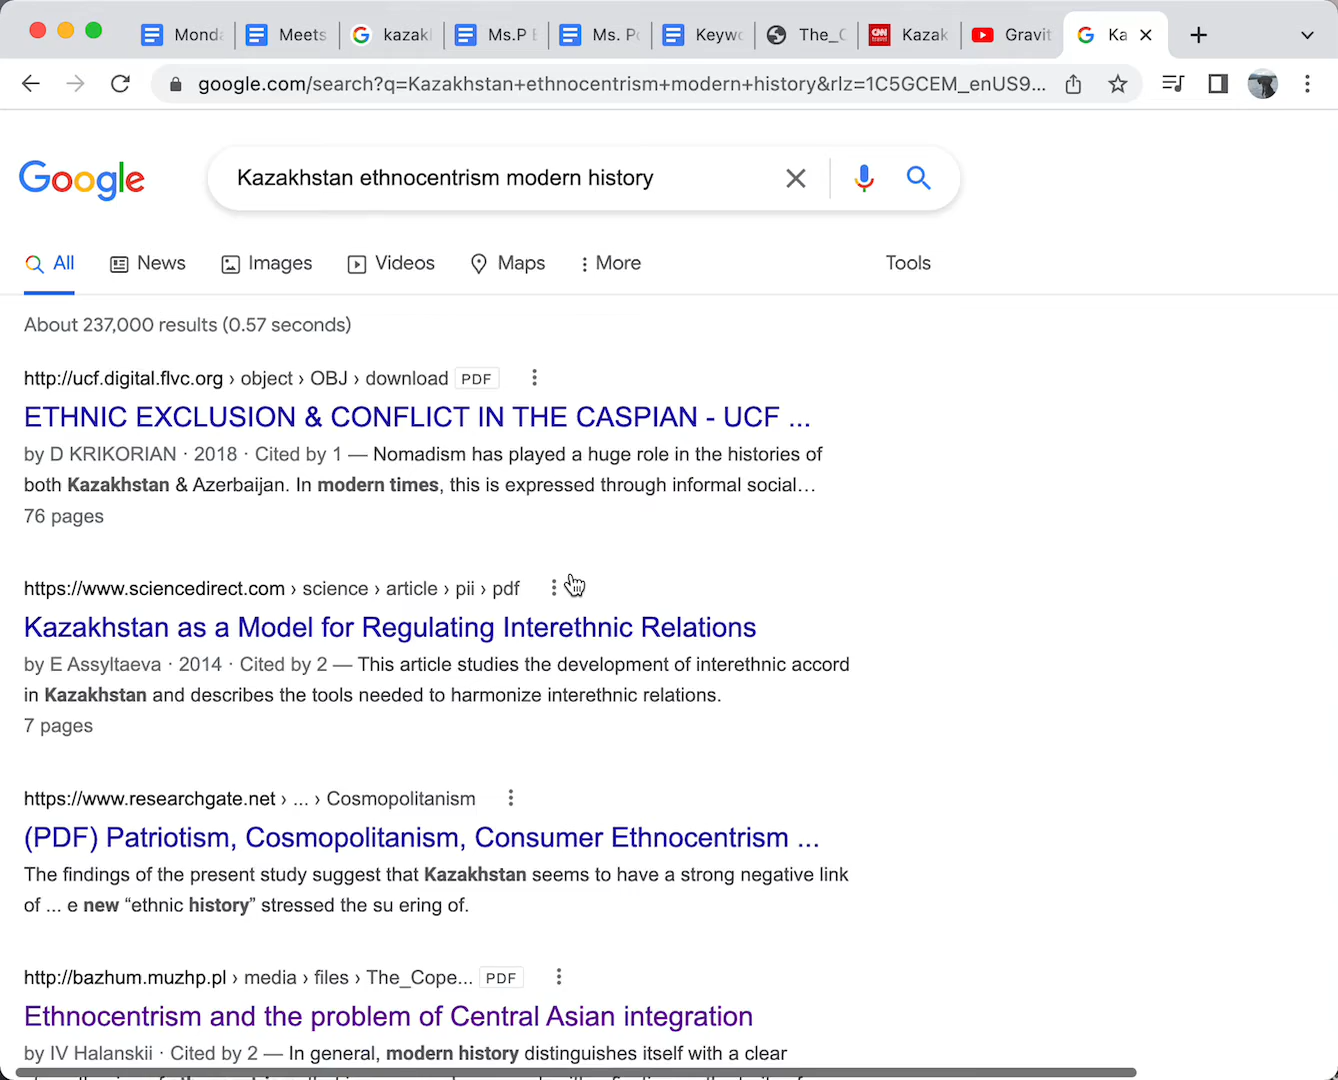 Monda Meets kazak Ms.P Ms. Po Keywo The_C CNN travel Kazak Gravit Ka
google.com/search?q=Kazakhstan+ethnocentrism+modern+history&rlz=1C5GCEM_enUS9...
Google Kazakhstan ethnocentrism modern history
All News Images Videos Maps More Tools
About 237,000 results (0.57 seconds)
http://ucf.digital.flvc.org › object › OBJ › download PDF
ETHNIC EXCLUSION & CONFLICT IN THE CASPIAN - UCF ...
by D KRIKORIAN · 2018 · Cited by 1 — Nomadism has played a huge role in the histories of
both Kazakhstan & Azerbaijan. In modern times, this is expressed through informal social...
76 pages
https://www.sciencedirect.com › science › article › pii › pdf
Kazakhstan as a Model for Regulating Interethnic Relations
by E Assyltaeva · 2014 · Cited by 2 — This article studies the development of interethnic accord
in Kazakhstan and describes the tools needed to harmonize interethnic relations.
7 pages
https://www.researchgate.net › ... › Cosmopolitanism
(PDF) Patriotism, Cosmopolitanism, Consumer Ethnocentrism ...
The findings of the present study suggest that Kazakhstan seems to have a strong negative link
of ... e new “ethnic history” stressed the su ering of.
http://bazhum.muzhp.pl › media › files › The_Cope... PDF
Ethnocentrism and the problem of Central Asian integration
by IV Halanskii · Cited by 2 — In general, modern history distinguishes itself with a clear